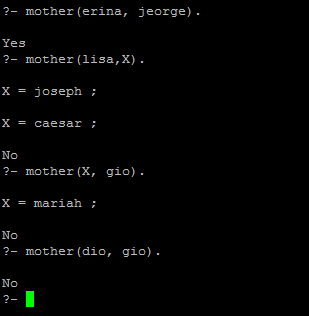 ?- mother(erina, jeorge).
Yes
?- mother(lisa,X).
X = joseph ;
X = caesar ;
No
?- mother(X, gio).
X = mariah ;
No
?- mother(dio, gio).
No
?-